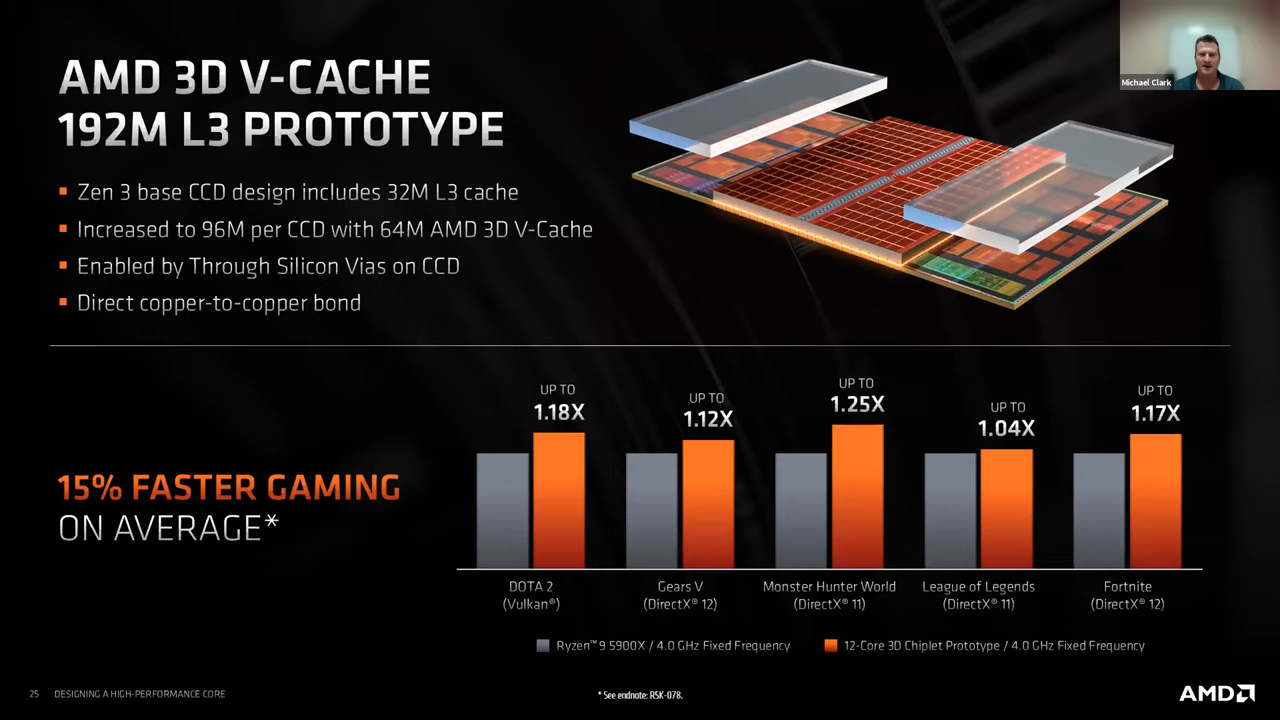 AMD 3D V-CACHE
192M L3 PROTOTYPE
Michael Clark
▪ Zen 3 base CCD design includes 32M L3 cache
▪ Increased to 96M per CCD with 64M AMD 3D V-Cache
▪ Enabled by Through Silicon Vias on CCD
▪ Direct copper-to-copper bond
15% FASTER GAMING
ON AVERAGE*
UP TO
1.18X
UP TO
1.12X
UP TO
1.25X
UP TO
1.04X
UP TO
1.17X
DOTA 2
(Vulkan®)
Gears V
(DirectX® 12)
Monster Hunter World
(DirectX® 11)
League of Legends
(DirectX® 11)
Fortnite
(DirectX® 12)
Ryzen™ 9 5900X / 4.0 GHz Fixed Frequency
12-Core 3D Chiplet Prototype / 4.0 GHz Fixed Frequency
25 DESIGNING A HIGH-PERFORMANCE CORE
* See endnote: R5K-078.
AMD